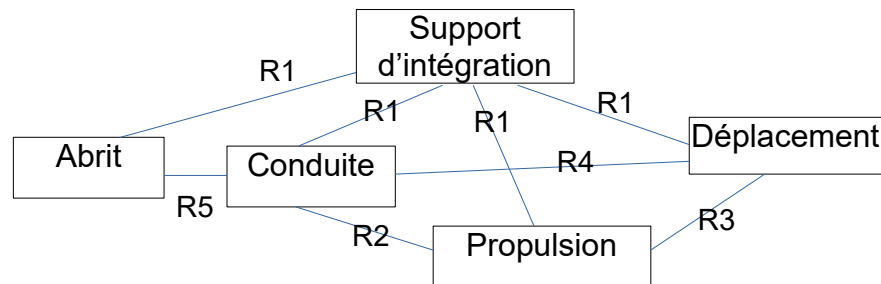 Support
d'intégration
R1
R1
R1
R1
Abrit
Conduite
Déplacement
R4
R5
R2
Propulsion
R3